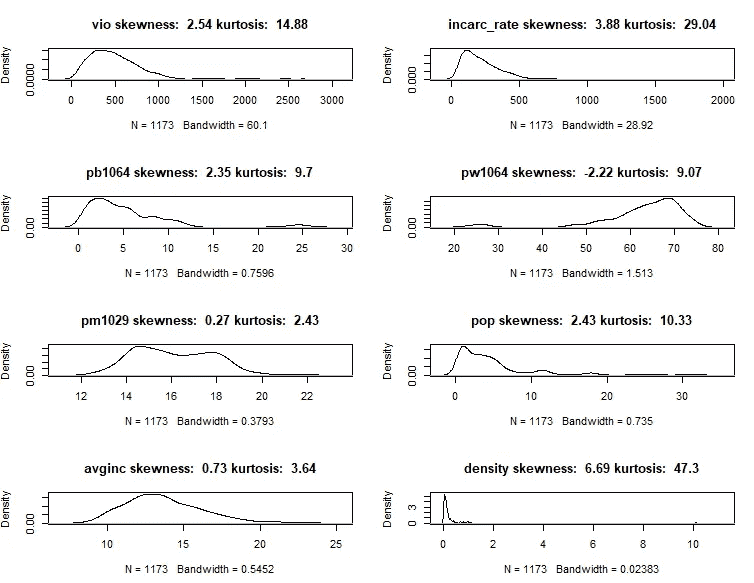 vio skewness:  2.54 kurtosis:  14.88
Density
0.0000
0 500 1000 1500 2000 2500 3000
N = 1173   Bandwidth = 60.1
incarc_rate skewness:  3.88 kurtosis:  29.04
Density
0.000
0 500 1000 1500 2000
N = 1173   Bandwidth = 28.92
pb1064 skewness:  2.35 kurtosis:  9.7
Density
0.00
0 5 10 15 20 25 30
N = 1173   Bandwidth = 0.7596
pw1064 skewness:  -2.22 kurtosis:  9.07
Density
0.00
20 30 40 50 60 70 80
N = 1173   Bandwidth = 1.513
pm1029 skewness:  0.27 kurtosis:  2.43
Density
0.00
12 14 16 18 20 22
N = 1173   Bandwidth = 0.3793
pop skewness:  2.43 kurtosis:  10.33
Density
0.00
0 10 20 30
N = 1173   Bandwidth = 0.735
avginc skewness:  0.73 kurtosis:  3.64
Density
0.00
10 15 20 25
N = 1173   Bandwidth = 0.5452
density skewness:  6.69 kurtosis:  47.3
Density
0 3
0 2 4 6 8 10
N = 1173   Bandwidth = 0.02383